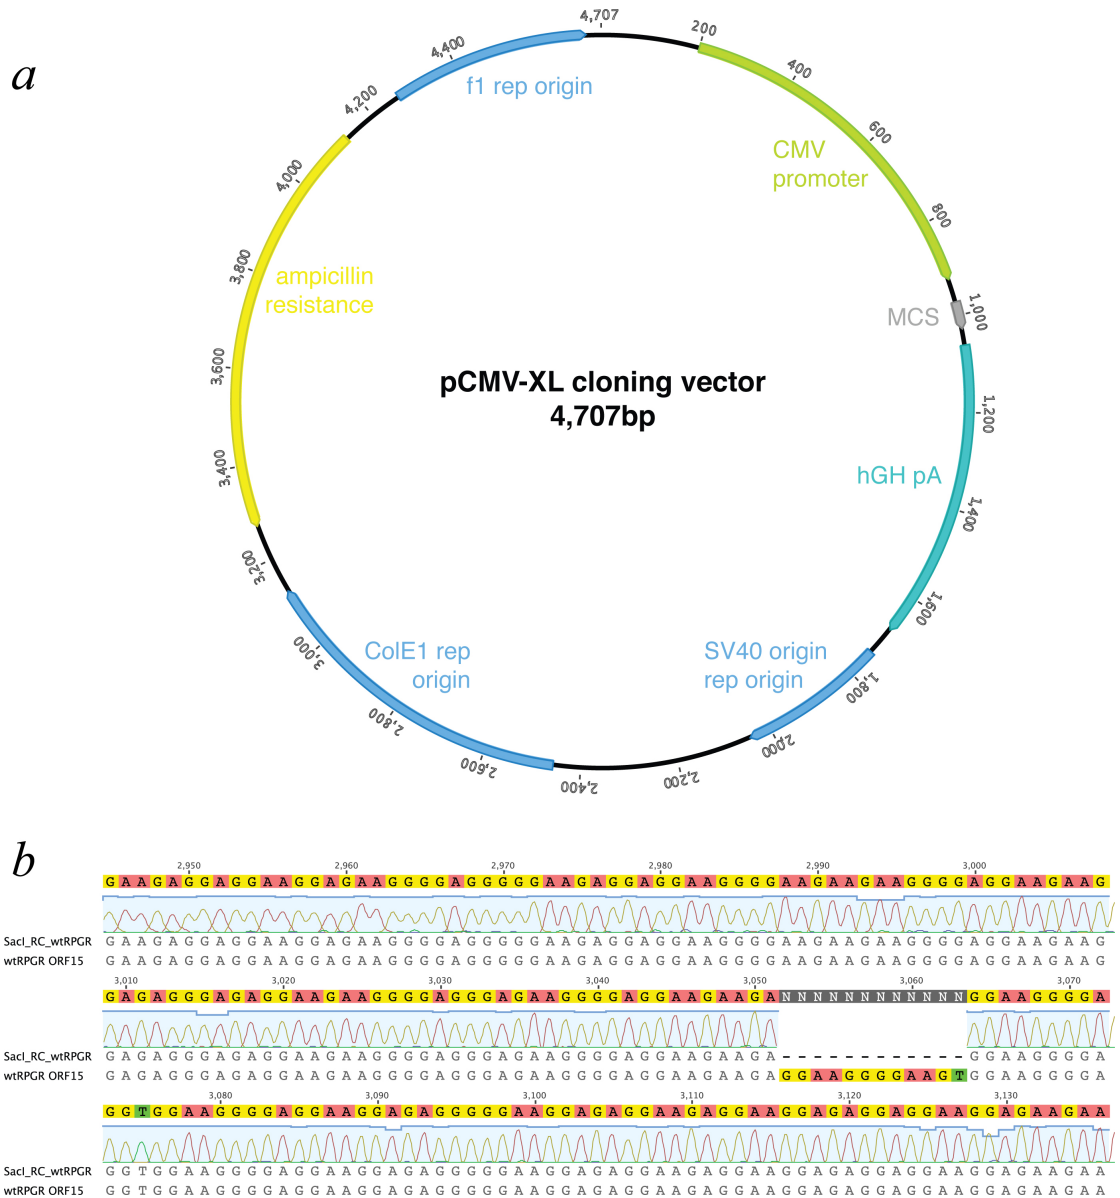 a
4,707
200
400
600
800
1,000
1,200
1,400
1,600
1,800
2,000
2,200
2,400
2,600
2,800
3,000
3,200
3,400
3,600
3,800
4,000
4,200
4,400
f1 rep origin
CMV
promoter
MCS
hGH pA
SV40 origin
rep origin
ColE1 rep
origin
ampicillin
resistance
pCMV-XL cloning vector
4,707bp
b
2,950 2,960 2,970 2,980 2,990 3,000
GAAGAGGAGGAAGGAGAAGGGGAGGGGGAAGAGGAGGAAGGGGAAGAAGAAGGGGAGGAAGAAG
SacI_RC_wtRPGR GAAGAGGAGGAAGGAGAAGGGGAGGGGGAAGAGGAGGAAGGGGAAGAAGAAGGGGAGGAAGAAG
wtRPGR ORF15 GAAGAGGAGGAAGGAGAAGGGGAGGGGGAAGAGGAGGAAGGGGAAGAAGAAGGGGAGGAAGAAG
3,010 3,020 3,030 3,040 3,050 3,060 3,070
GAGAGGGAGAGGAAGAAGGGGAGGGAGAAGGGGAGGAAGAAGANNNNNNNNNNNNGGAAGGGGA
SacI_RC_wtRPGR GAGAGGGAGAGGAAGAAGGGGAGGGAGAAGGGGAGGAAGAAGA------------GGAAGGGGA
wtRPGR ORF15 GAGAGGGAGAGGAAGAAGGGGAGGGAGAAGGGGAGGAAGAAGAGGAAGGGGAAGTGGAAGGGGA
3,080 3,090 3,100 3,110 3,120 3,130
GGTGGAAGGGGAGGAAGGAGAGGGGGAAGGAGAGGAAGAGGAAGGAGAGGAGGAAGGAGAAGAA
SacI_RC_wtRPGR GGTGGAAGGGGAGGAAGGAGAGGGGGAAGGAGAGGAAGAGGAAGGAGAGGAGGAAGGAGAAGAA
wtRPGR ORF15 GGTGGAAGGGGAGGAAGGAGAGGGGGAAGGAGAGGAAGAGGAAGGAGAGGAGGAAGGAGAAGAA